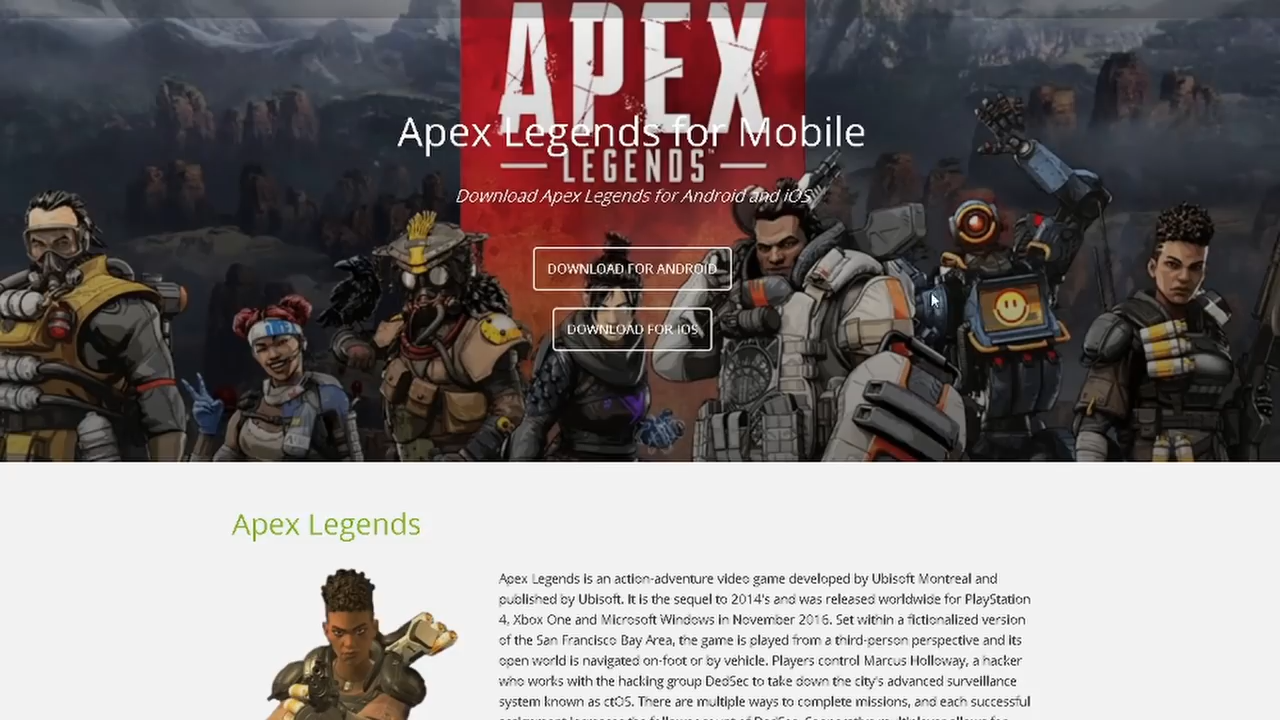 APEX
Apex Legends for Mobile
LEGENDS™
Download Apex Legends for Android and iOS
DOWNLOAD FOR ANDROID
DOWNLOAD FOR IOS
Apex Legends
Apex Legends is an action-adventure video game developed by Ubisoft Montreal and
published by Ubisoft. It is the sequel to 2014's and was released worldwide for PlayStation
4, Xbox One and Microsoft Windows in November 2016. Set within a fictionalized version
of the San Francisco Bay Area, the game is played from a third-person perspective and its
open world is navigated on-foot or by vehicle. Players control Marcus Holloway, a hacker
who works with the hacking group DedSec to take down the city's advanced surveillance
system known as ctOS. There are multiple ways to complete missions, and each successful